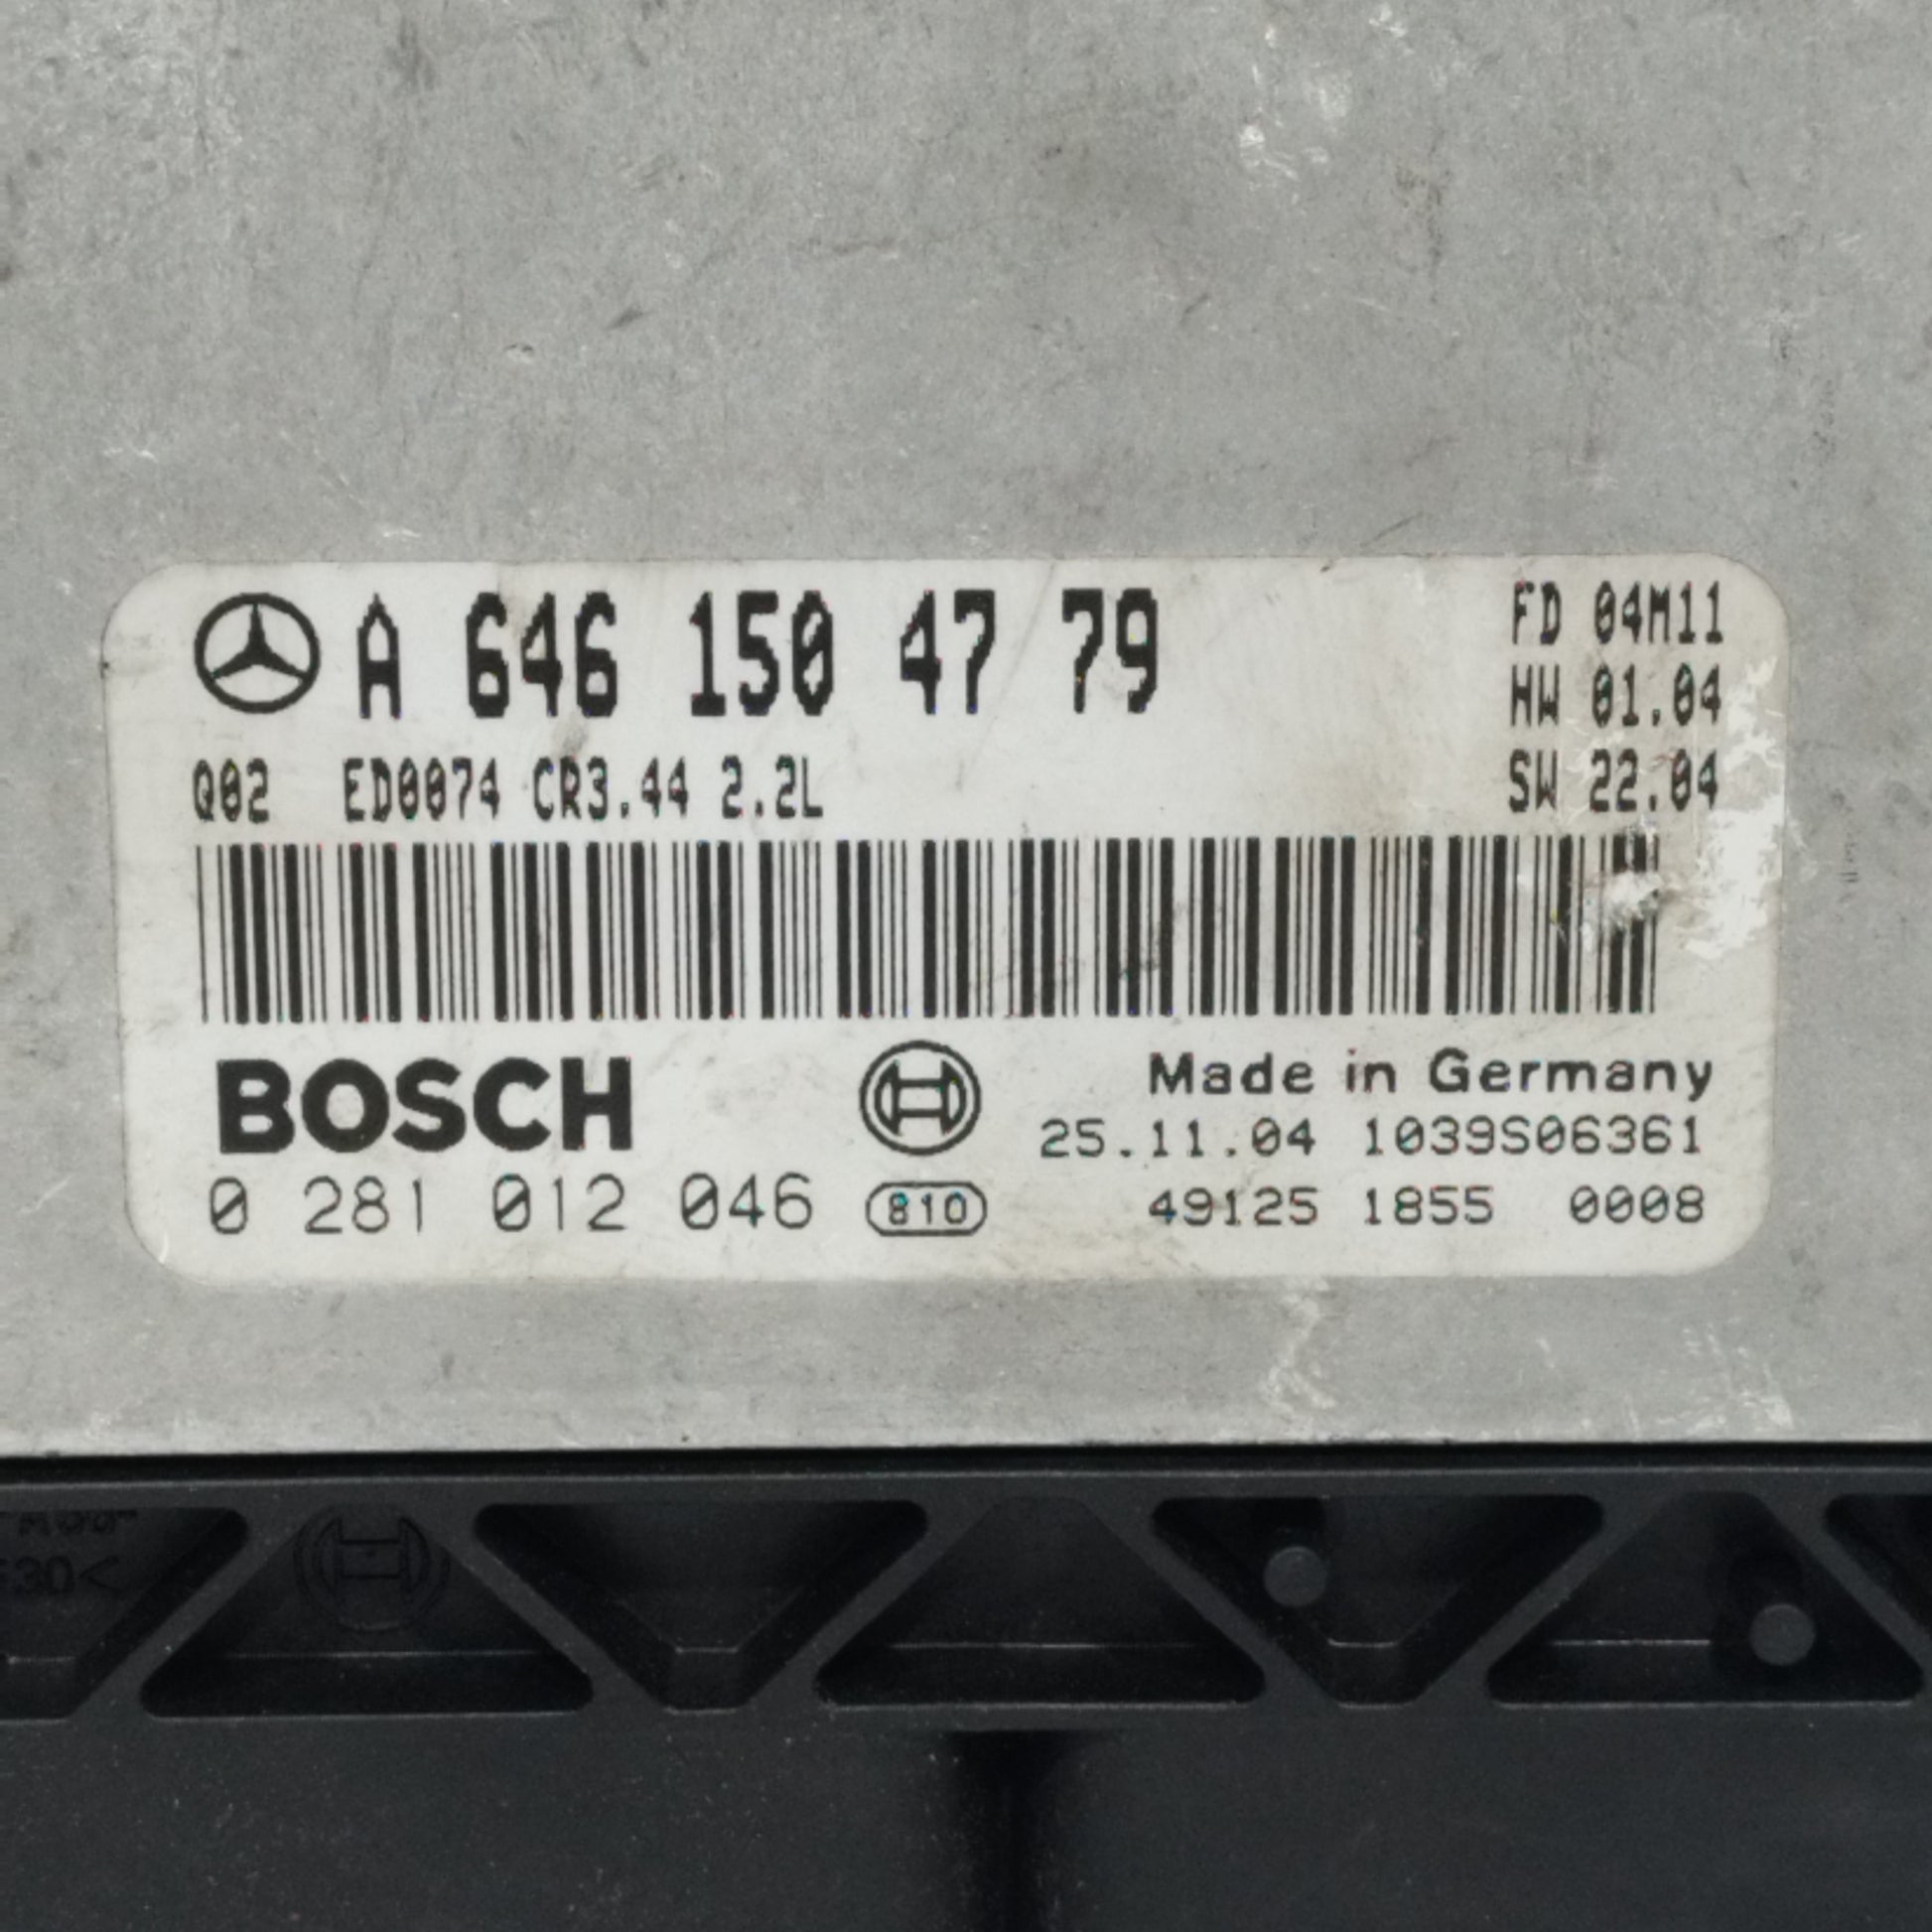 A 646 150 47 79
FD 04M11
HW 01.04
Q02 ED0074 CR3.44 2.2L
SW 22.04
BOSCH
Made in Germany
25.11.04 1039S06361
0 281 012 046
810
49125 1855 0008
30<